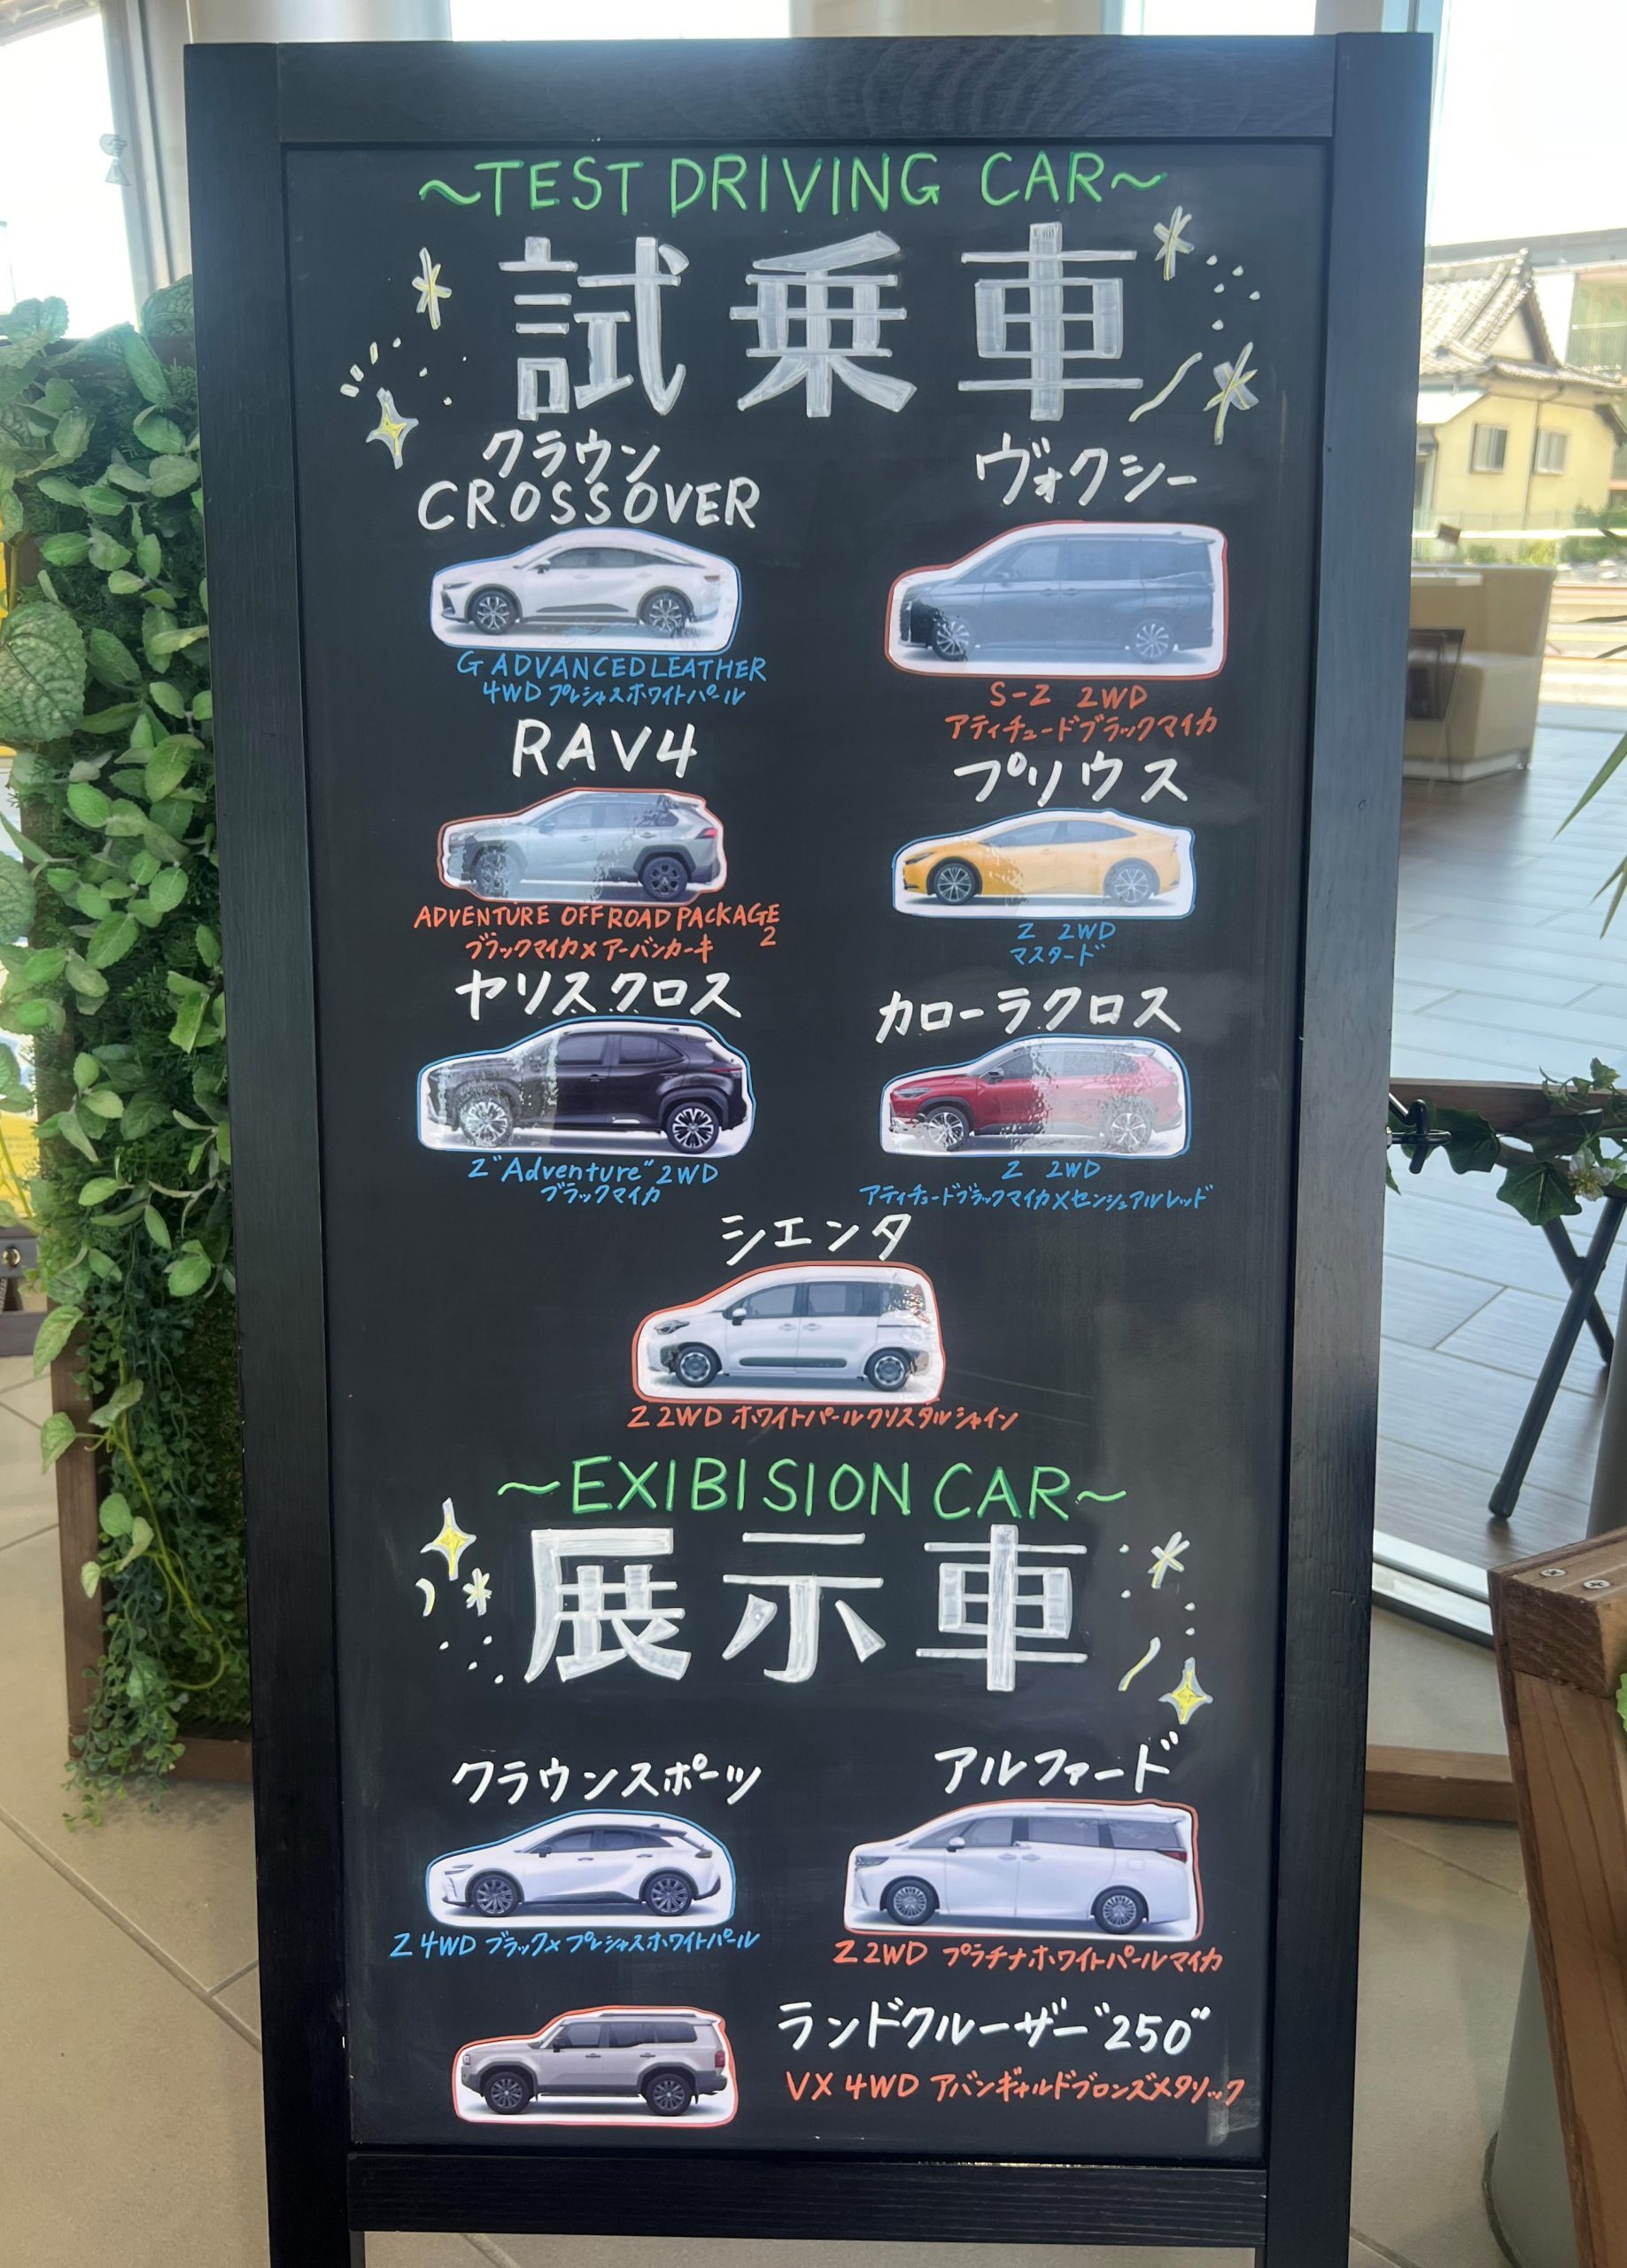 ~TEST DRIVING CAR~
試乗車
クラウン
CROSSOVER
G ADVANCED LEATHER
4WD プレシャスホワイトパール
ヴォクシー
S-Z 2WD
アティチュードブラックマイカ
RAV4
ADVENTURE OFFROAD PACKAGE
2
ブラックマイカ×アーバンカーキ
プリウス
Z 2WD
マスタード
ヤリスクロス
Z"Adventure"2WD
ブラックマイカ
カローラクロス
Z 2WD
アティチュードブラックマイカ×センシュアルレッド
シエンタ
Z 2WD ホワイトパールクリスタルシャイン
~EXIBISION CAR~
展示車
クラウンスポーツ
Z 4WD ブラック×プレシャスホワイトパール
アルファード
Z 2WD プラチナホワイトパールマイカ
ランドクルーザー"250"
VX 4WD アバンギャルドブロンズメタリック